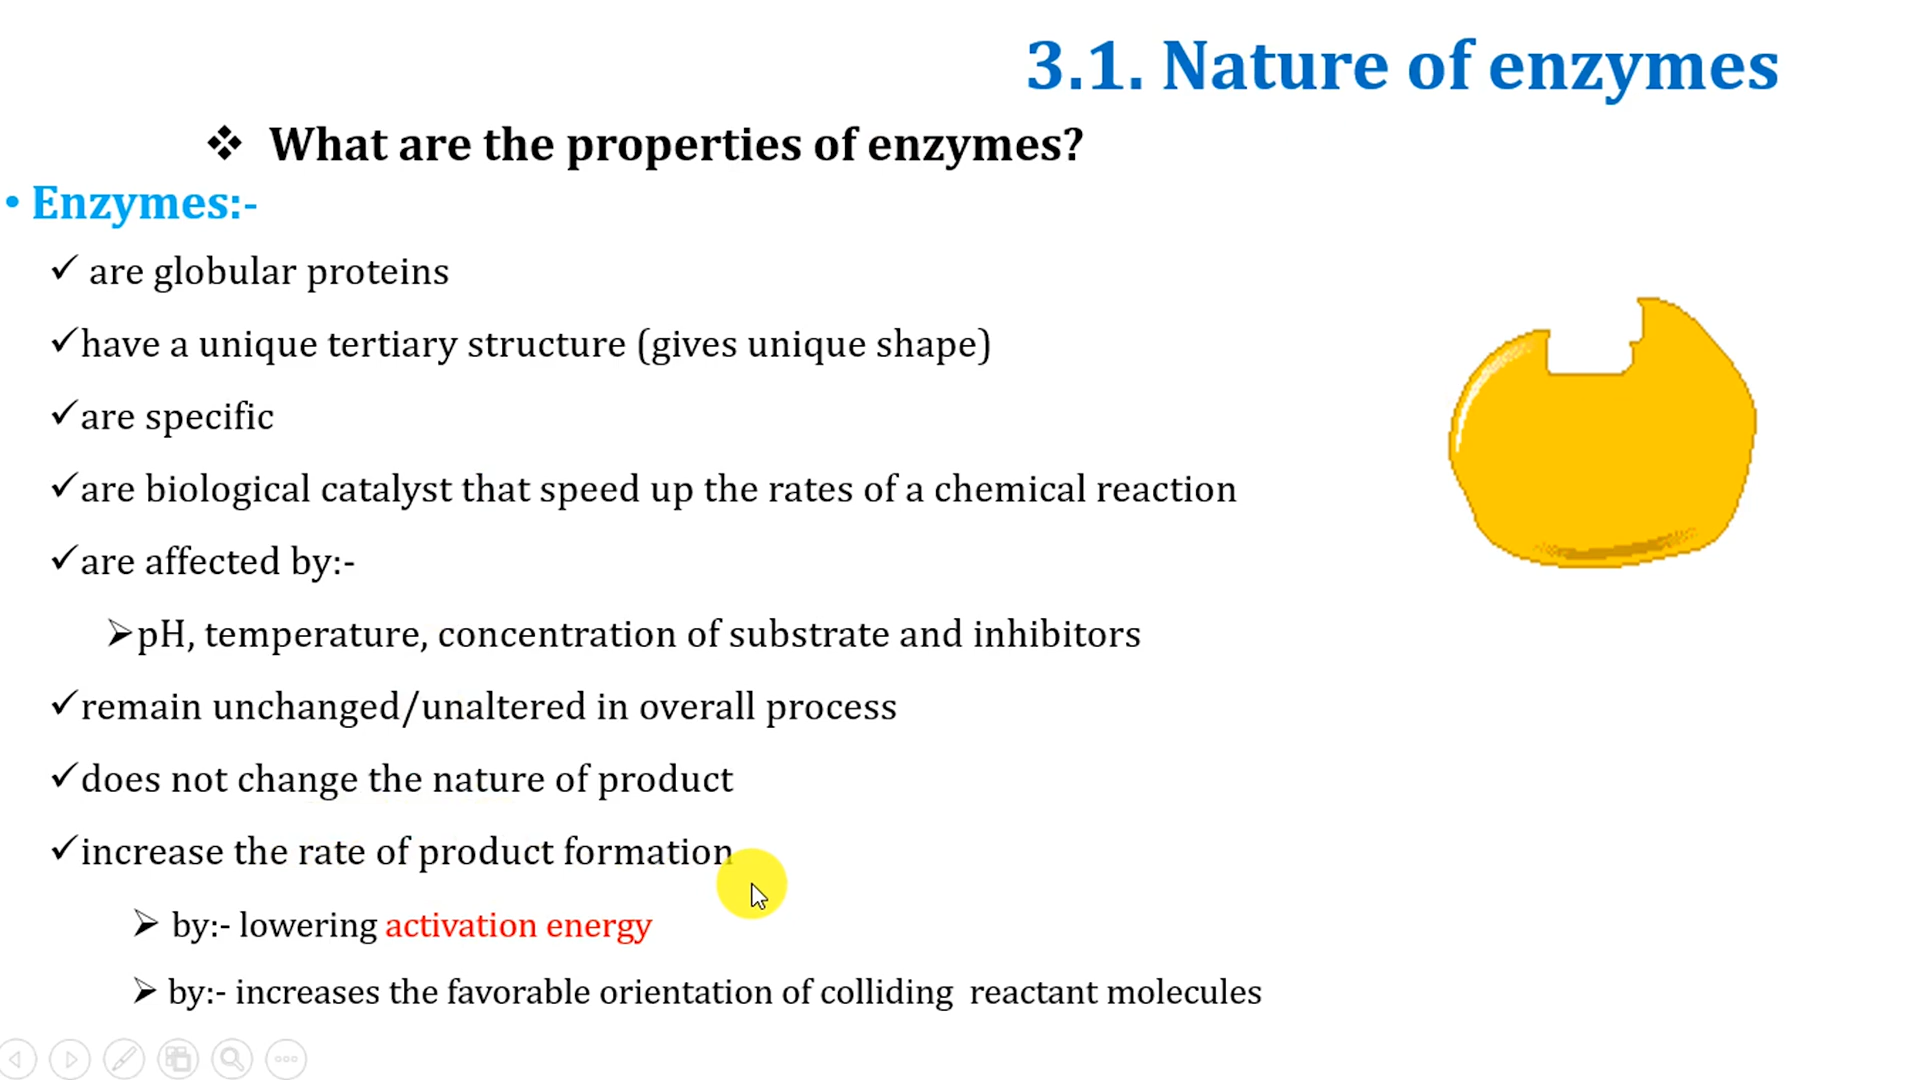 3.1. Nature of enzymes
❖ What are the properties of enzymes?
• Enzymes:-
✓ are globular proteins
✓have a unique tertiary structure (gives unique shape)
✓are specific
✓are biological catalyst that speed up the rates of a chemical reaction
✓are affected by:-
➢pH, temperature, concentration of substrate and inhibitors
✓remain unchanged/unaltered in overall process
✓does not change the nature of product
✓increase the rate of product formation
➢ by:- lowering activation energy
➢ by:- increases the favorable orientation of colliding reactant molecules